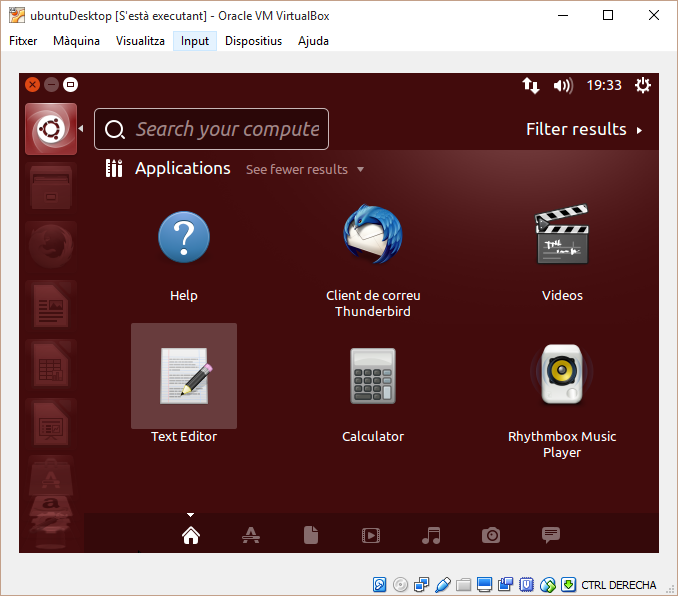 ubuntuDesktop [S'està executant] - Oracle VM VirtualBox
Fitxer Màquina Visualitza Input Dispositius Ajuda
19:33
Search your compute
Filter results
Applications See fewer results
Help
Client de correu
Thunderbird
Videos
Text Editor
Calculator
Rhythmbox Music
Player
CTRL DERECHA